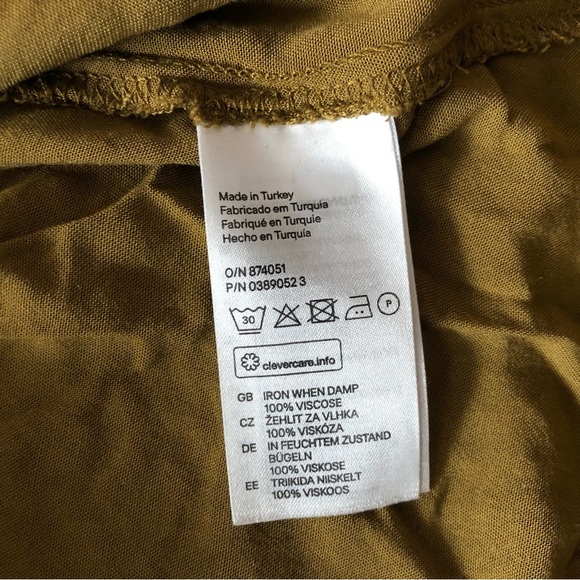 Made in Turkey
Fabricado em Turquia
Fabriqué en Turquie
Hecho en Turquía
O/N 874051
P/N 0389052 3
30 P
clevercare.info
GB IRON WHEN DAMP
100% VISCOSE
CZ ŽEHLIT ZA VLHKA
100% VISKÓZA
DE IN FEUCHTEM ZUSTAND
BÜGELN
100% VISKOSE
EE TRIIKIDA NIISKELT
100% VISKOOS